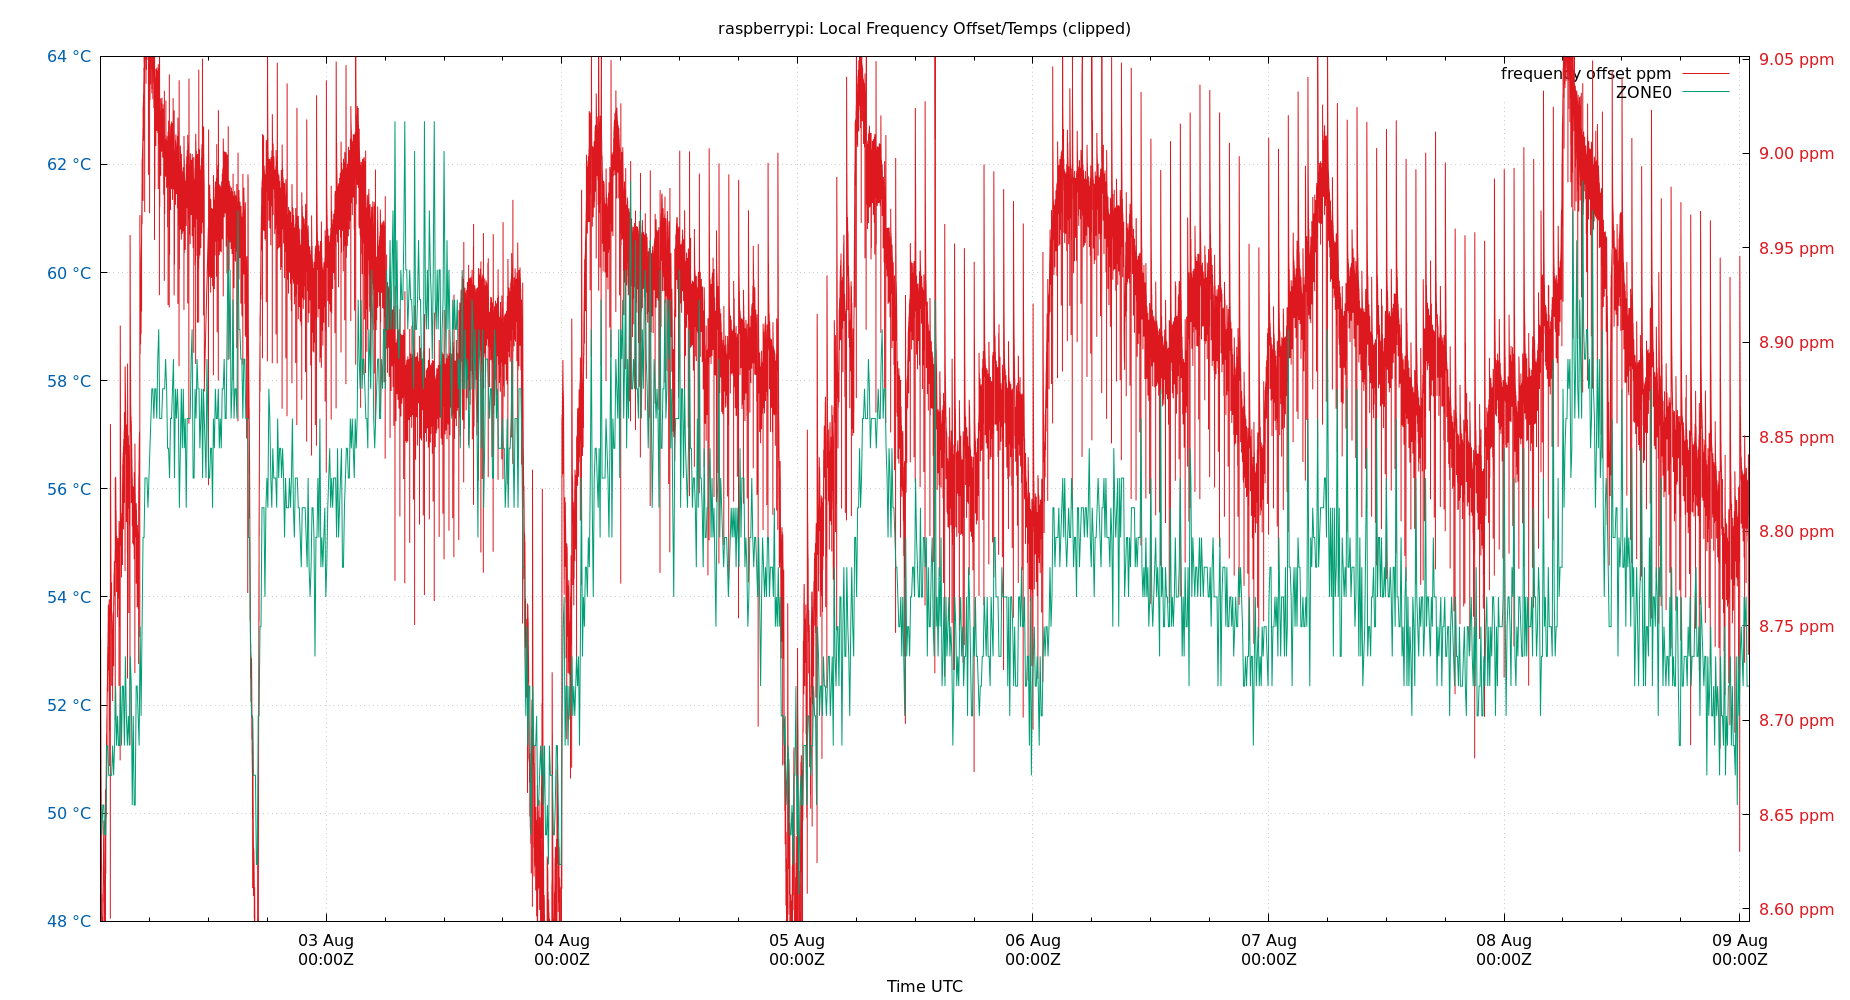 raspberrypi: Local Frequency Offset/Temps (clipped)
64 °C
62 °C
60 °C
58 °C
56 °C
54 °C
52 °C
50 °C
48 °C
frequency offset ppm
ZONE0
9.05 ppm
9.00 ppm
8.95 ppm
8.90 ppm
8.85 ppm
8.80 ppm
8.75 ppm
8.70 ppm
8.65 ppm
8.60 ppm
03 Aug
00:00Z
04 Aug
00:00Z
05 Aug
00:00Z
06 Aug
00:00Z
07 Aug
00:00Z
08 Aug
00:00Z
09 Aug
00:00Z
Time UTC